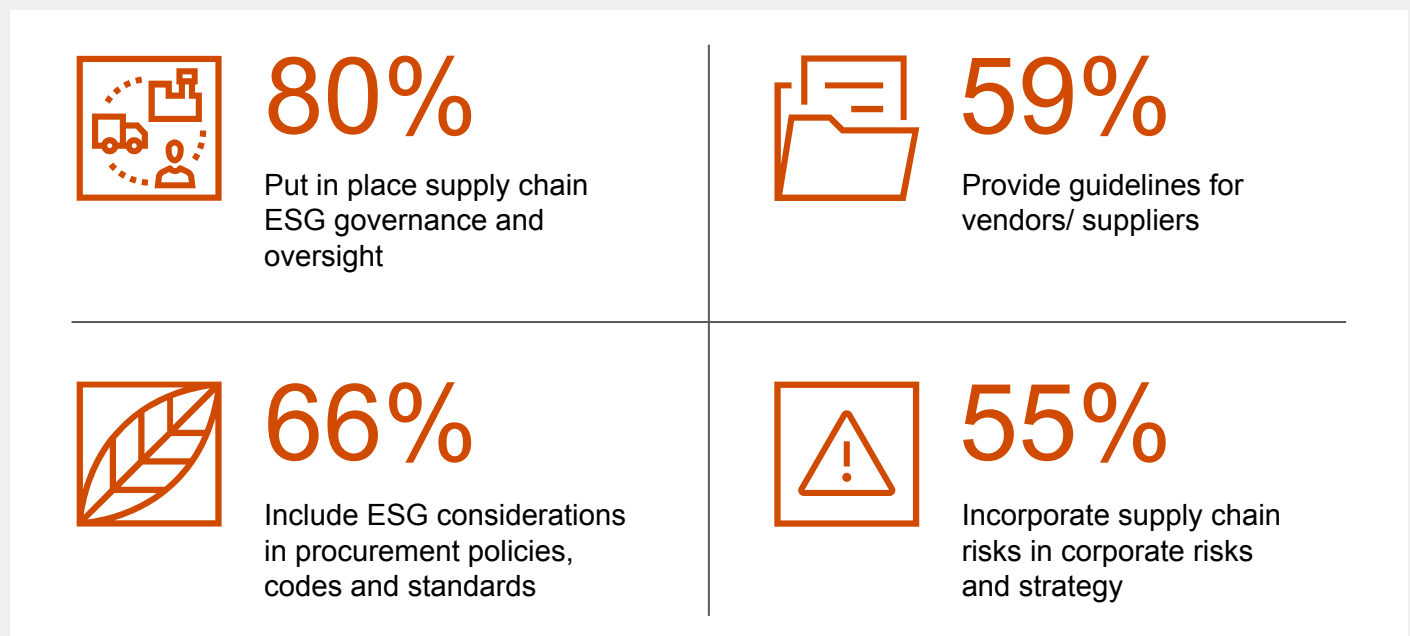 80%
Put in place supply chain
ESG governance and
oversight
59%
Provide guidelines for
vendors/ suppliers
66%
Include ESG considerations
in procurement policies,
codes and standards
55%
Incorporate supply chain
risks in corporate risks
and strategy